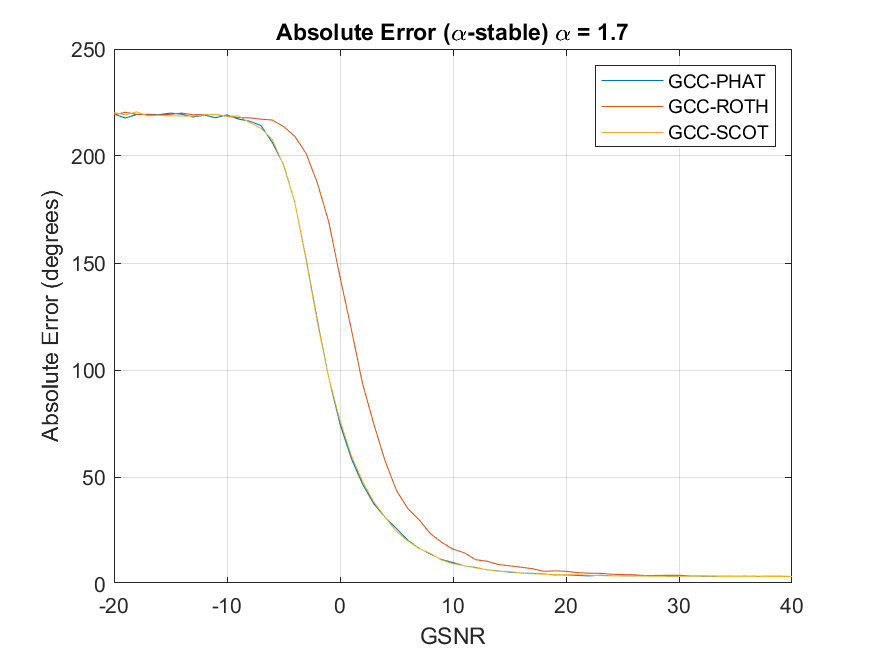 Absolute Error (α-stable) α = 1.7
250
200
150
100
50
0
Absolute Error (degrees)
GCC-PHAT
GCC-ROTH
GCC-SCOT
-20
-10
0
10
20
30
40
GSNR